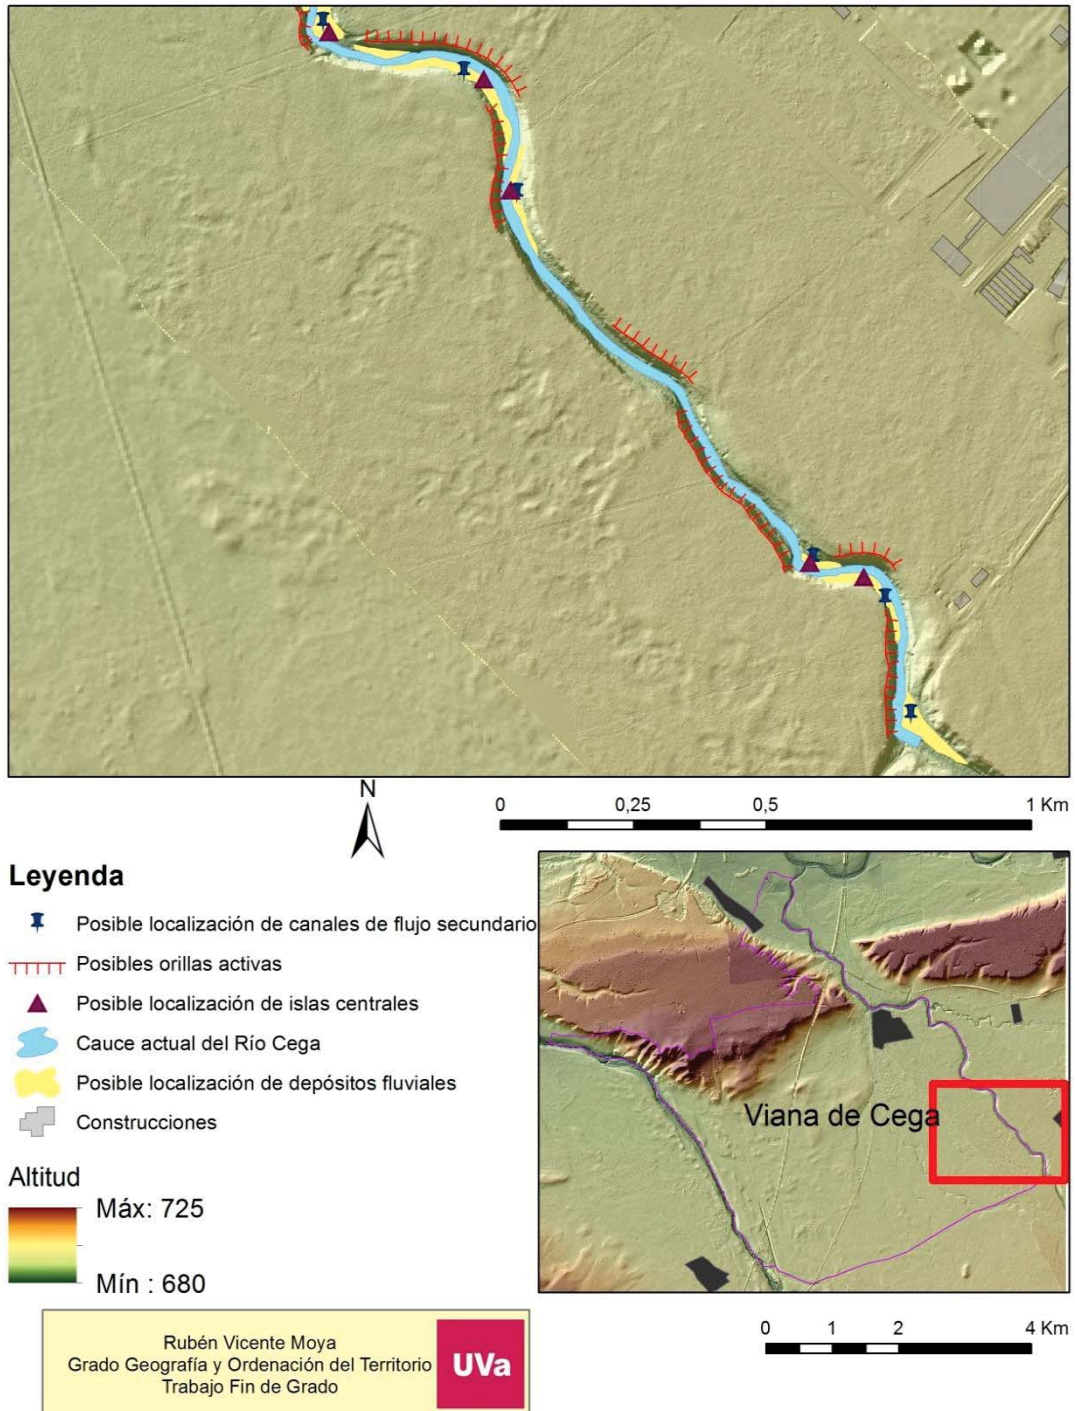 N
0 0,25 0,5 1 Km
Leyenda
Posible localización de canales de flujo secundario
Posibles orillas activas
Posible localización de islas centrales
Cauce actual del Río Cega
Posible localización de depósitos fluviales
Construcciones
Altitud
Máx: 725
Mín : 680
Viana de Cega
0 1 2 4 Km
Rubén Vicente Moya
Grado Geografía y Ordenación del Territorio
Trabajo Fin de Grado
UVa